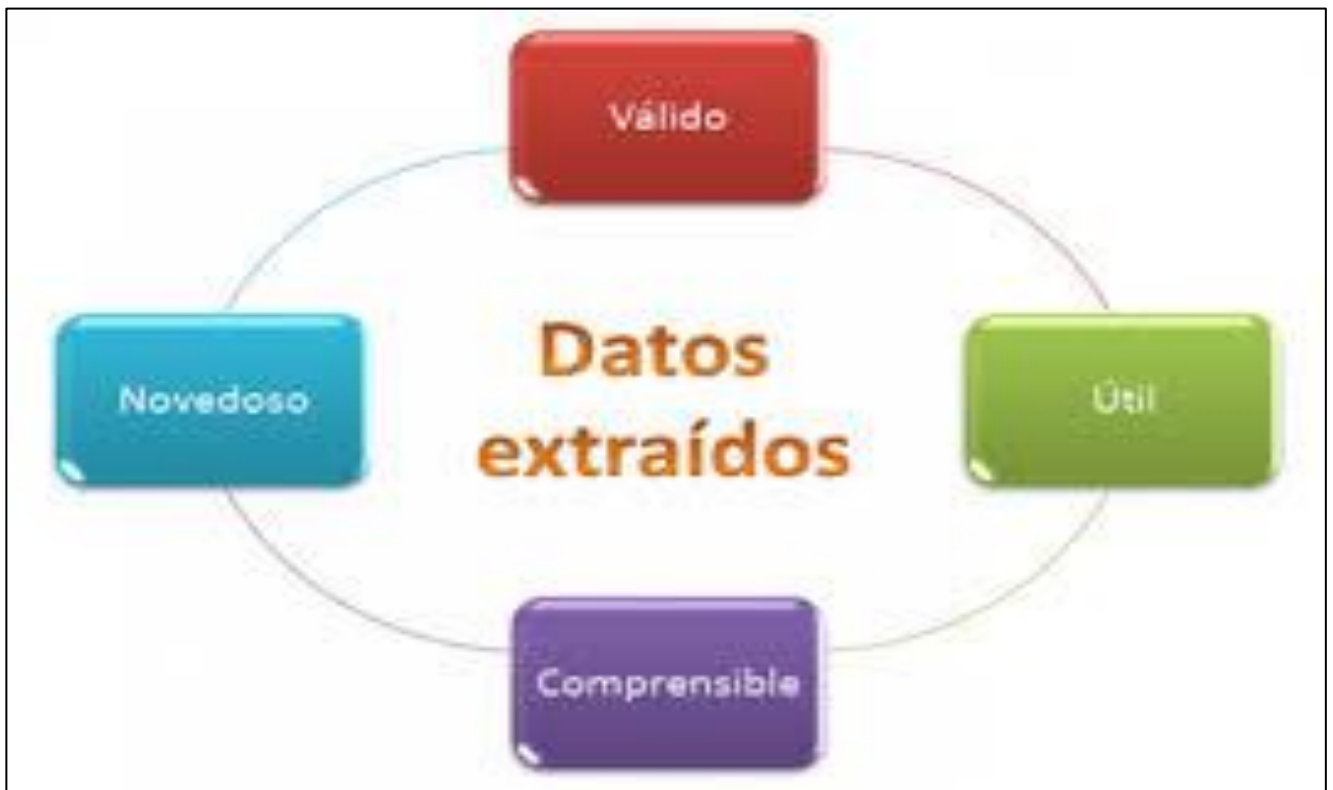 Válido
Novedoso
Datos
extraídos
Útil
Comprensible